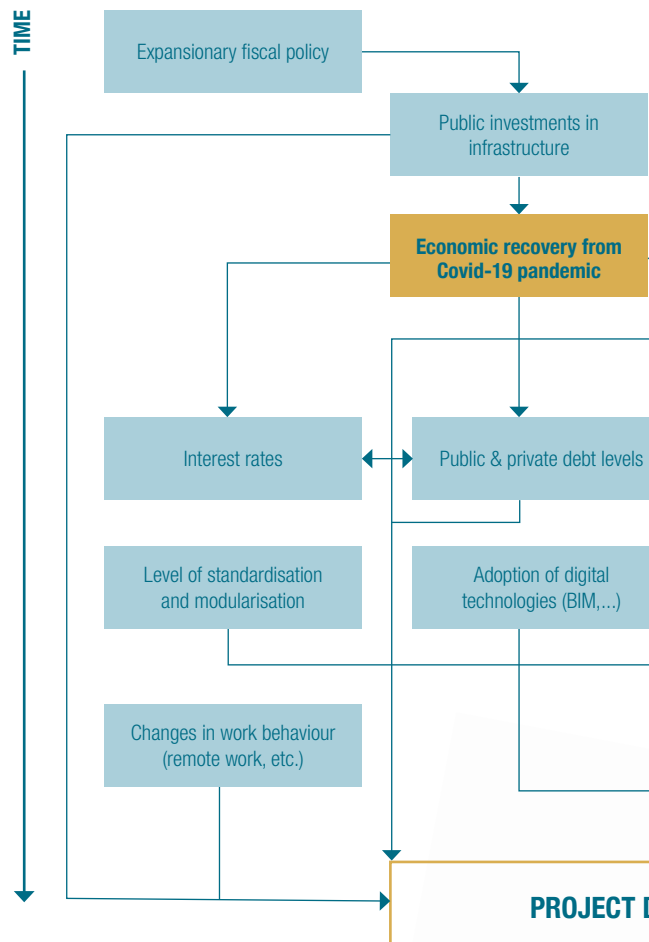 TIME
Expansionary fiscal policy
Public investments in
infrastructure
Economic recovery from
Covid-19 pandemic
Interest rates
Public & private debt levels
Level of standardisation
and modularisation
Adoption of digital
technologies (BIM,...)
Changes in work behaviour
(remote work, etc.)
PROJECT D